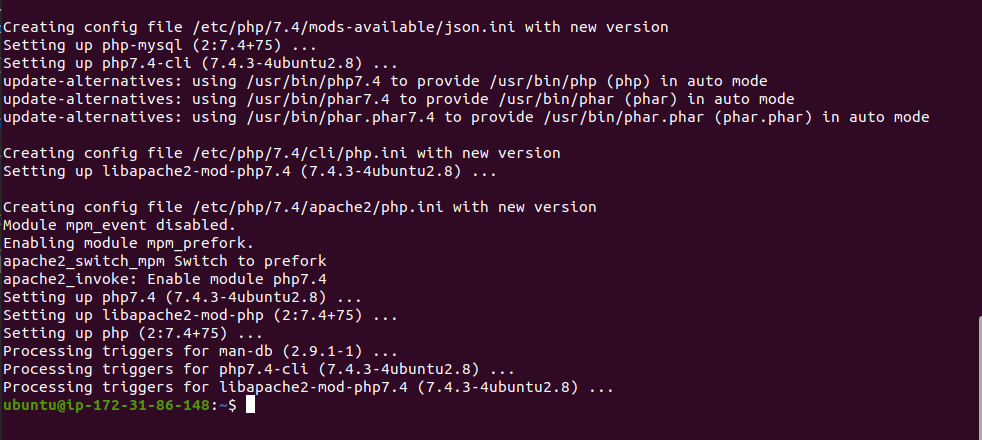 Creating config file /etc/php/7.4/mods-available/json.ini with new version
Setting up php-mysql (2:7.4+75) ...
Setting up php7.4-cli (7.4.3-4ubuntu2.8) ...
update-alternatives: using /usr/bin/php7.4 to provide /usr/bin/php (php) in auto mode
update-alternatives: using /usr/bin/phar7.4 to provide /usr/bin/phar (phar) in auto mode
update-alternatives: using /usr/bin/phar.phar7.4 to provide /usr/bin/phar.phar (phar.phar) in auto mode
Creating config file /etc/php/7.4/cli/php.ini with new version
Setting up libapache2-mod-php7.4 (7.4.3-4ubuntu2.8) ...
Creating config file /etc/php/7.4/apache2/php.ini with new version
Module mpm_event disabled.
Enabling module mpm_prefork.
apache2_switch_mpm Switch to prefork
apache2_invoke: Enable module php7.4
Setting up php7.4 (7.4.3-4ubuntu2.8) ...
Setting up libapache2-mod-php (2:7.4+75) ...
Setting up php (2:7.4+75) ...
Processing triggers for man-db (2.9.1-1) ...
Processing triggers for php7.4-cli (7.4.3-4ubuntu2.8) ...
Processing triggers for libapache2-mod-php7.4 (7.4.3-4ubuntu2.8) ...
ubuntu@ip-172-31-86-148:~$